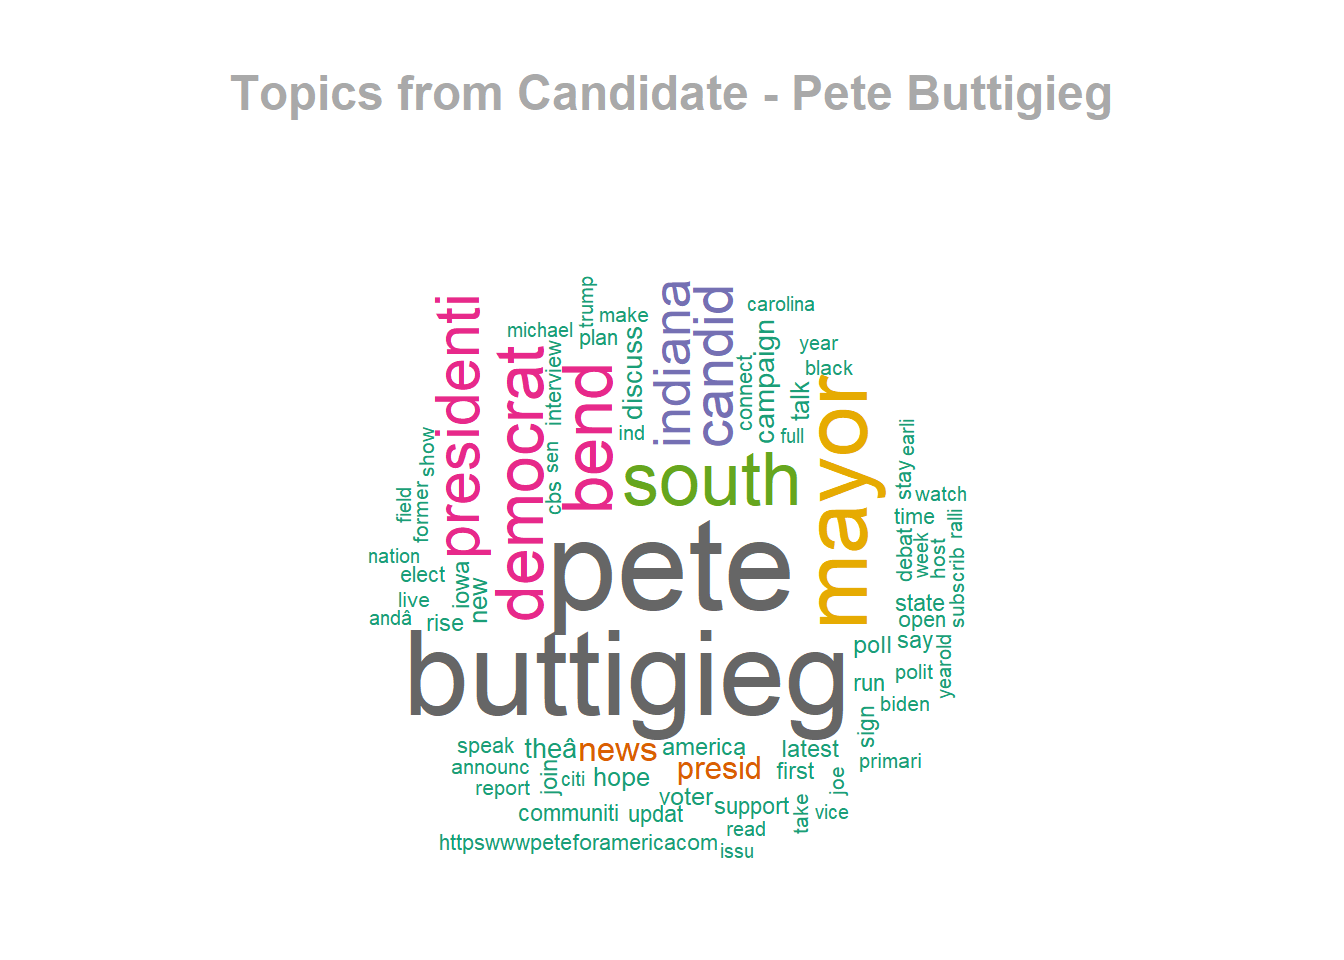 Topics from Candidate - Pete Buttigieg
trump
make
carolina
michael
plan
presidenti
democrat
interview
bend
discuss
indiana
candid
connect
campaign
year
black
talk
ind
full
mayor
show
sen
cbs
south
earli
stay
watch
field
former
time
ralli
pete
nation
elect
iowa
new
debat
week
host
subscrib
live
andâ
rise
state
open
buttigieg
poll
say
polit
yearold
run
biden
sign
speak
theâ
news
america
latest
primari
announc
presid
first
join
citi
hope
report
joe
voter
communiti
updat
support
take
vice
read
httpswwwpeteforamericacom
issu